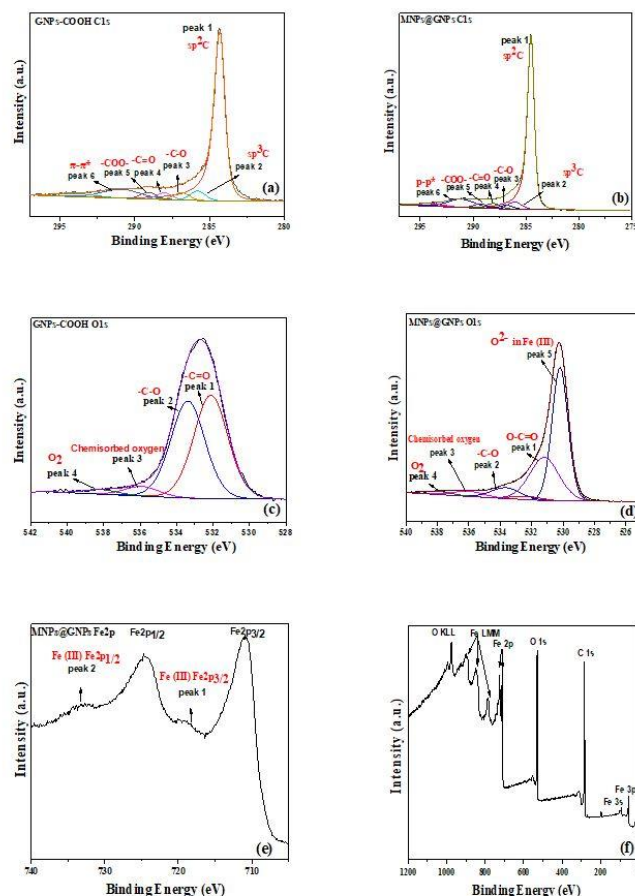 GNPs-COOH C1s
peak 1
sp2C
π-π*
-COO-
-C=O
-C-O
sp3C
peak 6
peak 5
peak 4
peak 3
peak 2
(a)
Intensity (a.u.)
295 290 285 280
Binding Energy (eV)
MNPs@GNPs C1s
peak 1
sp2C
p-p*
-COO-
-C=O
-C-O
sp3C
peak 6
peak 5
peak 4
peak 3
peak 2
(b)
Intensity (a.u.)
295 290 285 280 275
Binding Energy (eV)
GNPs-COOH O1s
-C=O
peak 1
-C-O
peak 2
Chemisorbed oxygen
peak 3
O2
peak 4
(c)
Intensity (a.u.)
542 540 538 536 534 532 530 528
Binding Energy (eV)
MNPs@GNPs O1s
O2- in Fe (III)
peak 5
O-C=O
peak 1
-C-O
peak 2
Chemisorbed oxygen
peak 3
O2
peak 4
(d)
Intensity (a.u.)
540 538 536 534 532 530 528 526
Binding Energy (eV)
MNPs@GNPs Fe2p
Fe2p1/2
Fe2p3/2
Fe (III) Fe2p1/2
peak 2
Fe (III) Fe2p3/2
peak 1
(e)
Intensity (a.u.)
740 730 720 710
Binding Energy (eV)
O KLL
Fe LMM
Fe 2p
O 1s
C 1s
Fe 3s
Fe 3p
(f)
Intensity (a.u.)
1200 1000 800 600 400 200
Binding Energy (eV)